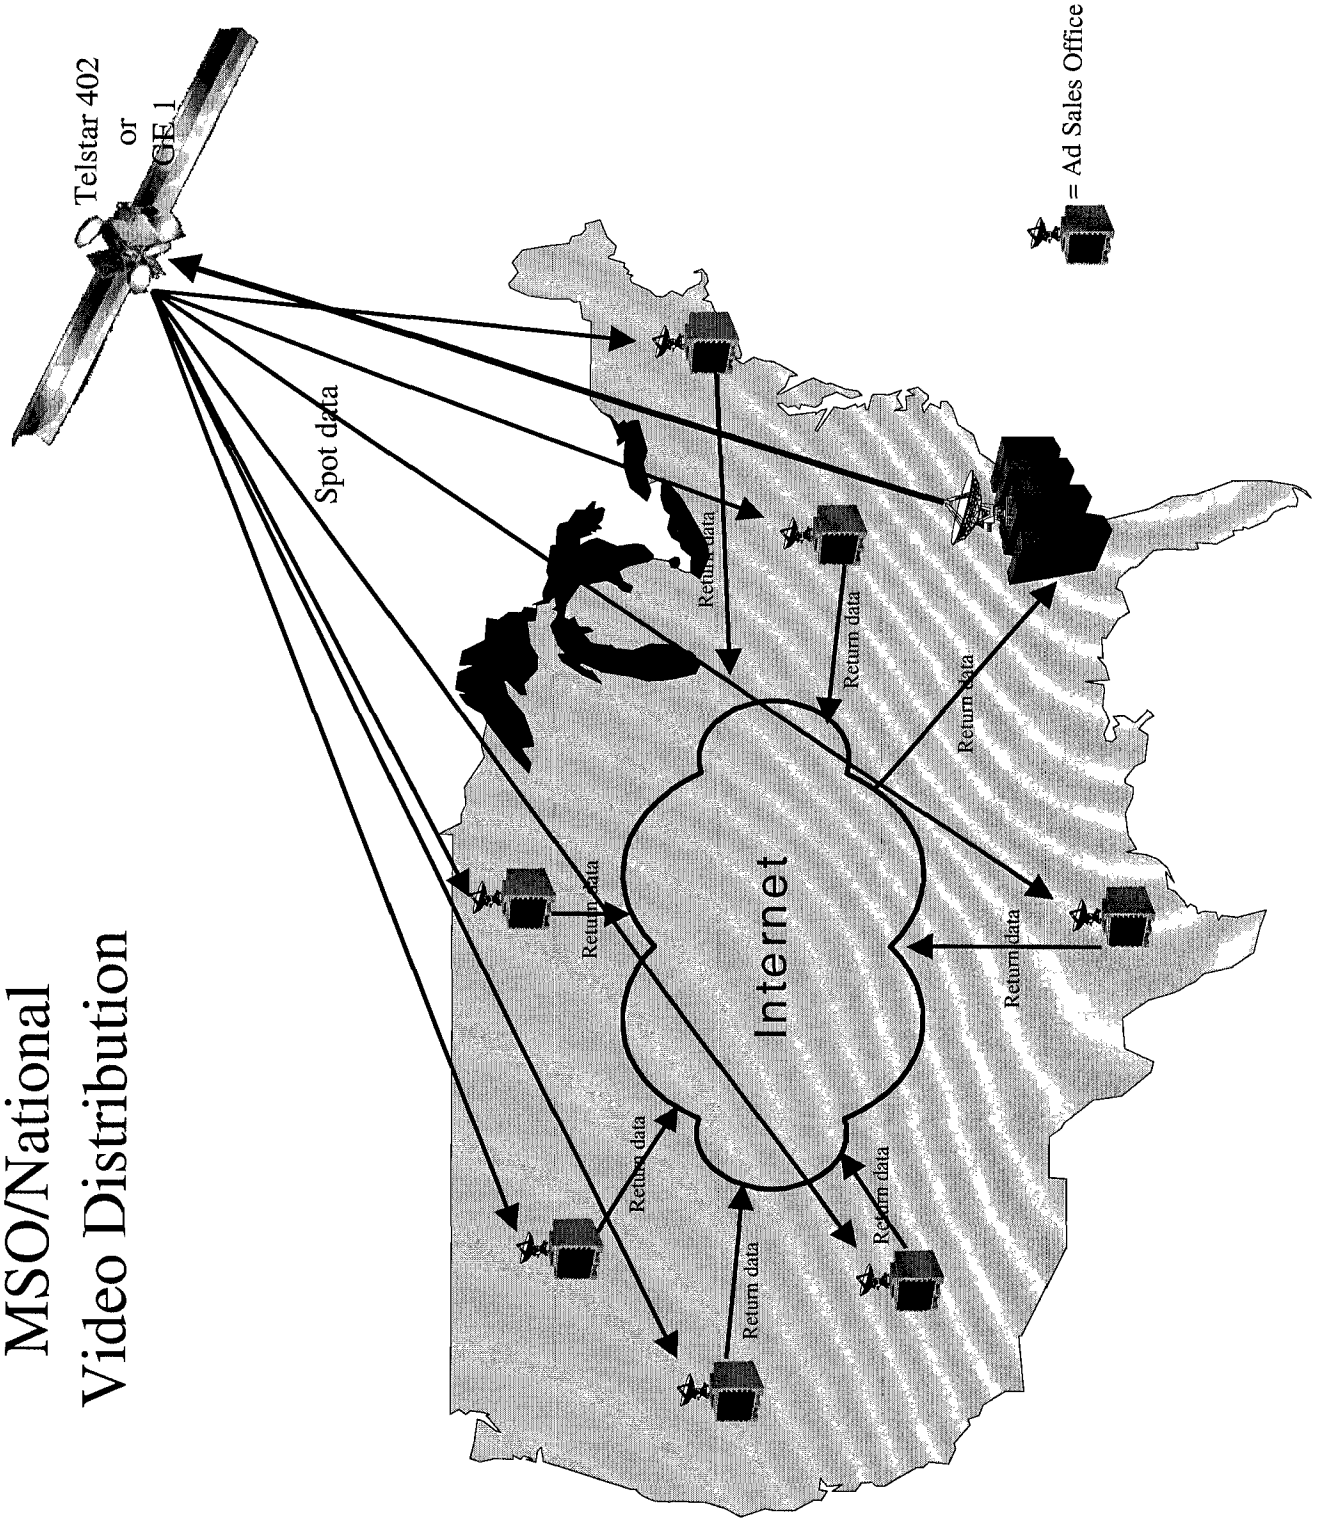 MSO/National
Video Distribution
Telstar 402
or
GE 1
Spot data
Return data
Return data
Return data
Return data
Return data
Return data
Return data
Return data
Internet
= Ad Sales Office